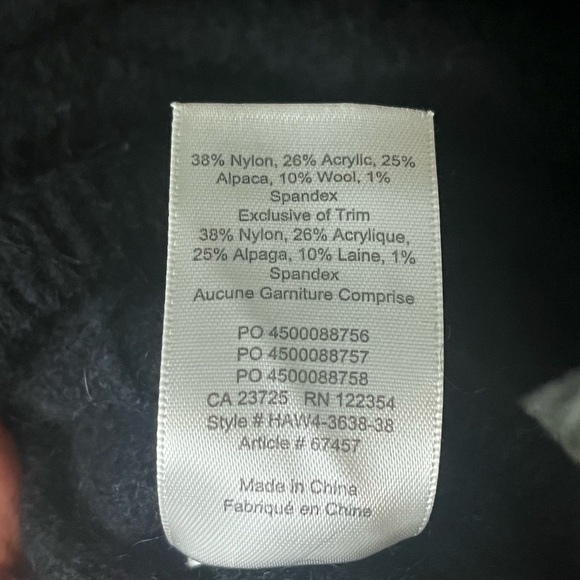 38% Nylon, 26% Acrylic, 25%
Alpaca, 10% Wool, 1%
Spandex
Exclusive of Trim
38% Nylon, 26% Acrylique,
25% Alpaga, 10% Laine, 1%
Spandex
Aucune Garniture Comprise
PO 4500088756
PO 4500088757
PO 4500088758
CA 23725 RN 122354
Style # HAW4-3638-38
Article # 67457
Made in China
Fabriqué en Chine